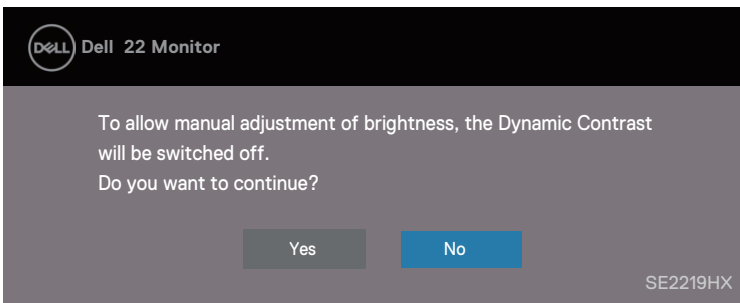 DELL Dell 22 Monitor
To allow manual adjustment of brightness, the Dynamic Contrast
will be switched off.
Do you want to continue?
Yes No
SE2219HX